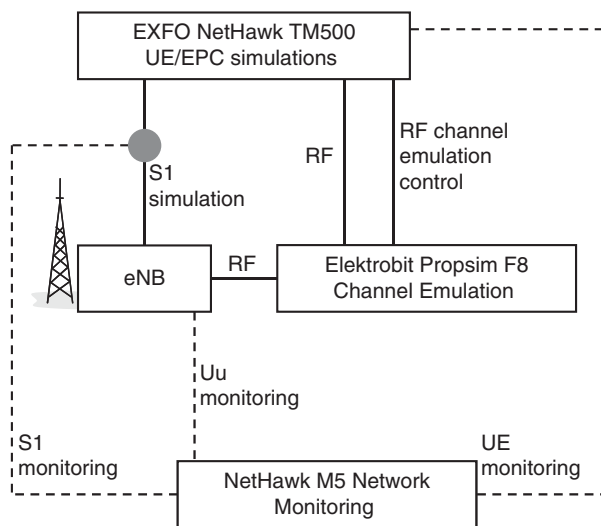 EXFO NetHawk TM500
UE/EPC simulations
RF
RF channel
emulation
control
S1
simulation
eNB
RF
Elektrobit Propsim F8
Channel Emulation
Uu
monitoring
S1
monitoring
UE
monitoring
NetHawk M5 Network
Monitoring